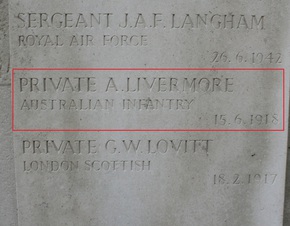 SERGEANT J.A.F. LANGHAM
ROYAL AIR FORCE
26.6.1942
PRIVATE A.LIVERMORE
AUSTRALIAN INFANTRY
15.6.1918
PRIVATE G.W.LOVITT
LONDON SCOTTISH
18.2.1917